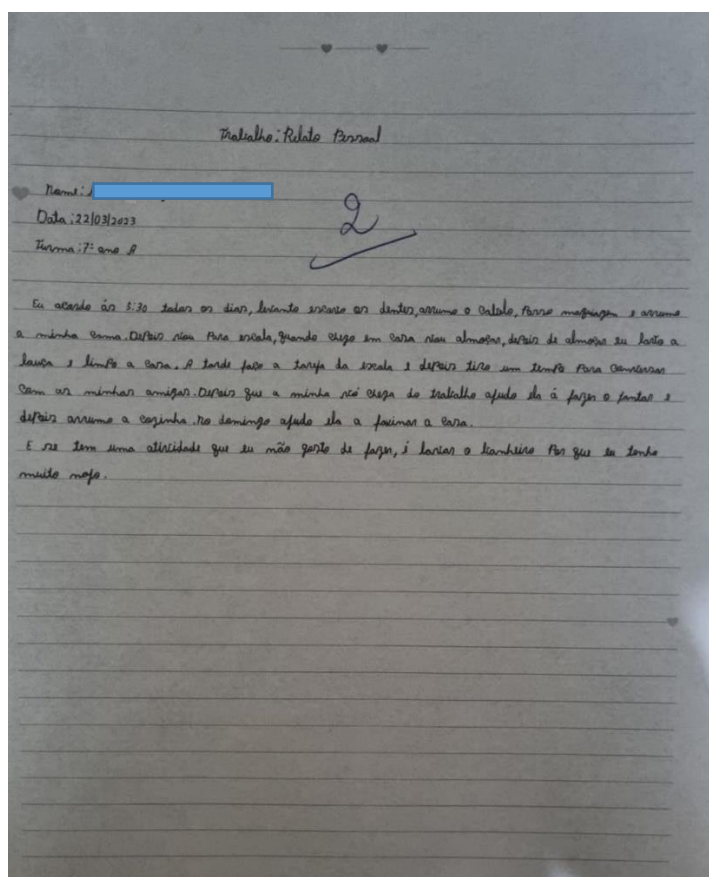 Trabalho: Relato Pessoal
Nome:
Data: 22/03/2023
2
Turma: 7º ano A
Eu acordo às 5:30 todos os dias, levanto escovo os dentes, arrumo o cabelo, Passo maquiagem e arrumo
a minha cama. Depois vou Para escola, quando chego em casa vou almoçar, depois de almoçar eu lavo a
louça e limpo a casa. A tarde faço a tarefa da escola e depois tiro um tempo Para conversar
com as minhas amigas. Depois que a minha vó chega do trabalho ajudo ela á fazer o jantar e
depois arrumo a cozinha. no domingo ajudo ela a faxinar a casa.
E se tem uma atividade que eu não gosto de fazer, é lavar o banheiro Por que eu tenho
muito nojo.